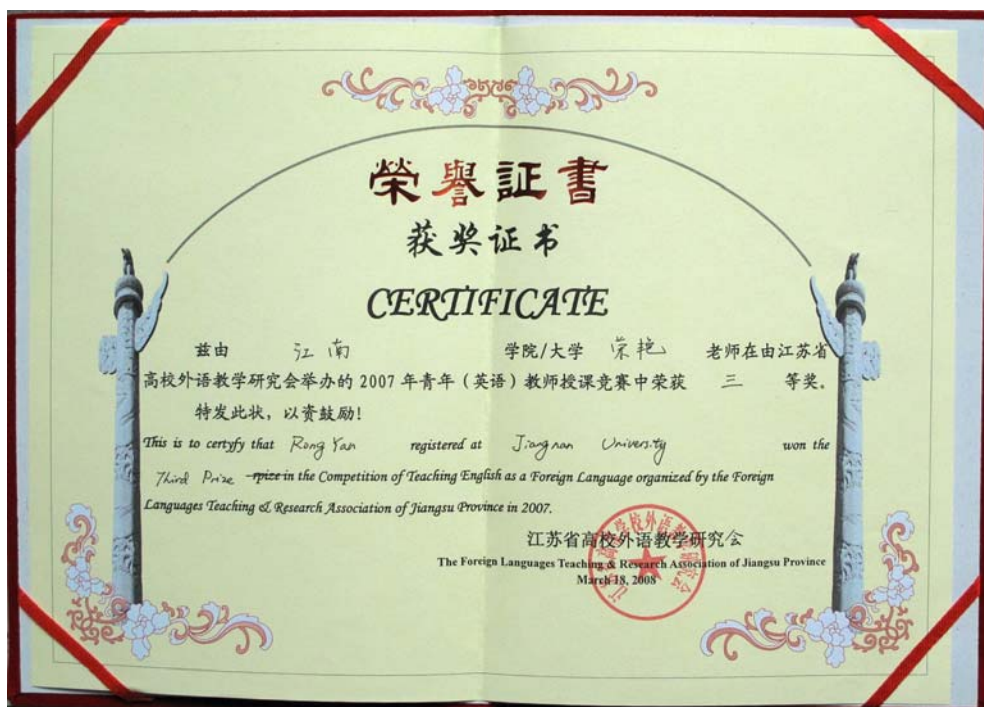 榮譽証書
获奖证书
CERTIFICATE
兹由 江南 学院/大学 荣艳 老师在由江苏省
高校外语教学研究会举办的 2007 年青年（英语）教师授课竞赛中荣获 三 等奖。
特发此状，以资鼓励！
This is to certyfy that Rong Yan registered at Jiangnan University won the
Third Prize prize in the Competition of Teaching English as a Foreign Language organized by the Foreign
Languages Teaching & Research Association of Jiangsu Province in 2007.
江苏省高校外语教学研究会
The Foreign Languages Teaching & Research Association of Jiangsu Province
March 18, 2008